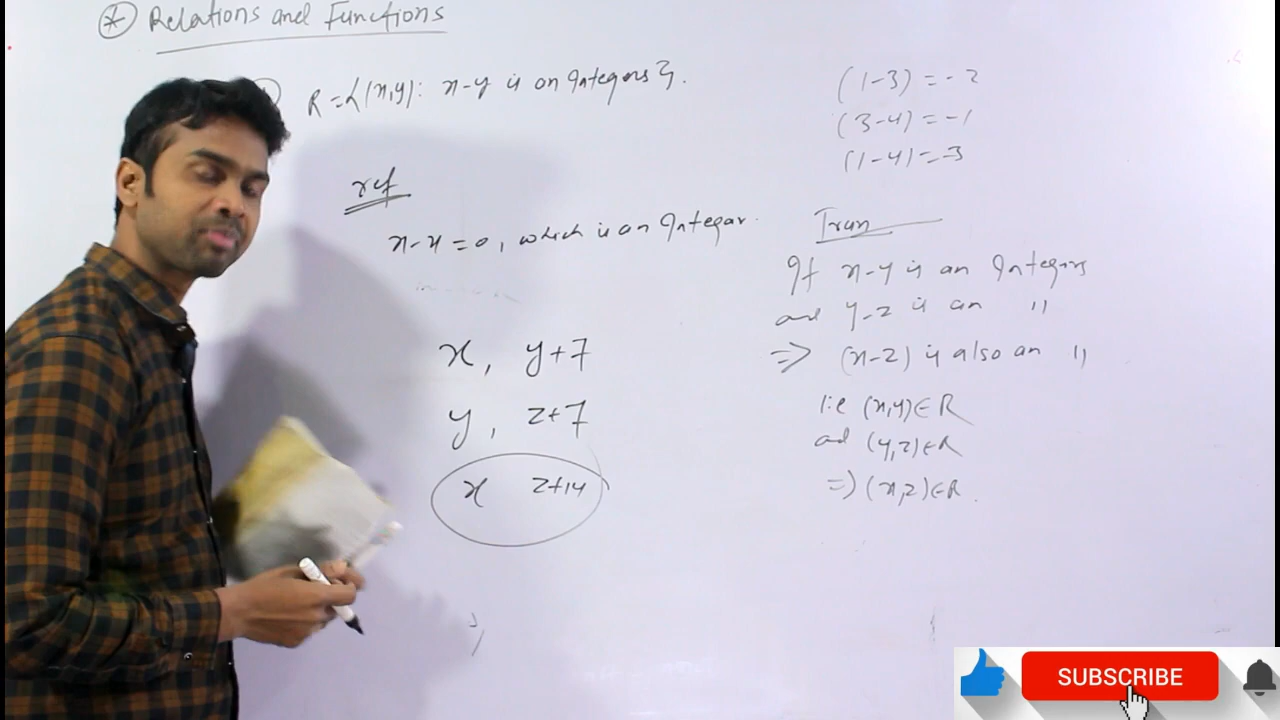 * Relations and Functions
R = {(x,y): x-y is an Integers}.
ref
x-x=0, which is an Integar.
x, y+7
y, z+7
x z+14
(1-3) = -2
(3-4) = -1
(1-4) = -3
Tran
If x-y is an Integers
and y-z is an "
=> (x-z) is also an "
i.e (x,y)∈R
and (y,z)∈R
=> (x,z)∈R.
SUBSCRIBE